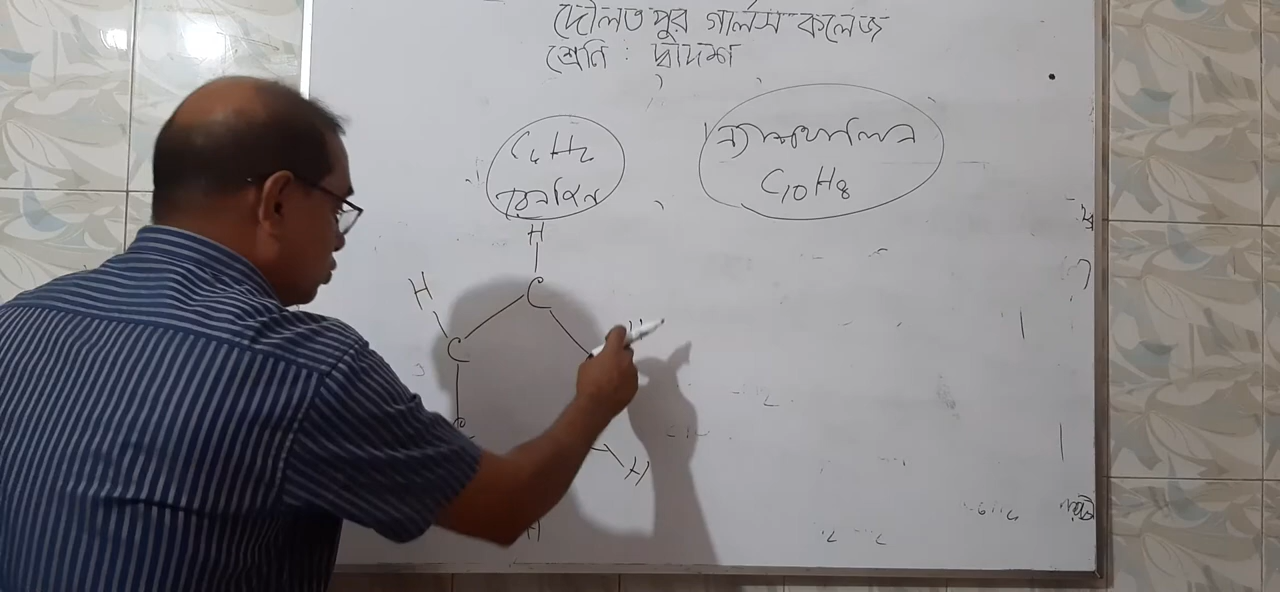 দৌলতপুর গার্লস কলেজ
শ্রেণি : দ্বাদশ
C6H6
বেনজিন
ন্যাপথালিন
C10H8
H
H
C
C
C
H
H